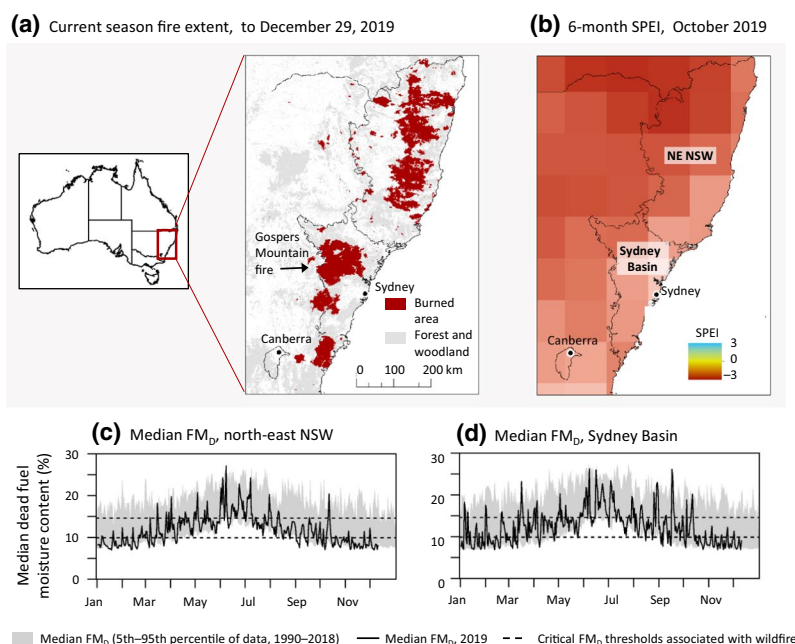 (a) Current season fire extent, to December 29, 2019
Gospers
Mountain
fire
Sydney
Burned
area
Forest and
woodland
Canberra
0 100 200 km
(b) 6-month SPEI, October 2019
NE NSW
Sydney
Basin
Sydney
Canberra
SPEI
3
0
–3
(c) Median FMD, north-east NSW
Median dead fuel
moisture content (%)
30
20
10
0
Jan Mar May Jul Sep Nov
(d) Median FMD, Sydney Basin
30
20
10
0
Jan Mar May Jul Sep Nov
Median FMD (5th–95th percentile of data, 1990–2018) Median FMD, 2019 Critical FMD thresholds associated with wildfire